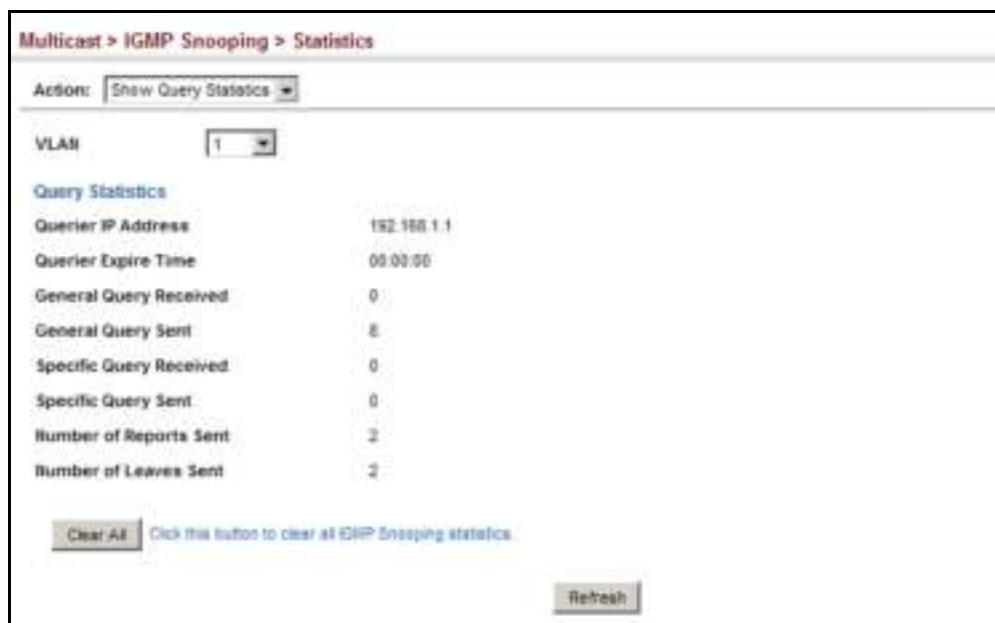 Multicast > IGMP Snooping > Statistics
Action: Show Query Statistics
VLAN 1
Query Statistics
Querier IP Address 192.168.1.1
Querier Expire Time 00:00:00
General Query Received 0
General Query Sent 8
Specific Query Received 0
Specific Query Sent 0
Number of Reports Sent 2
Number of Leaves Sent 2
Clear All Click this button to clear all IGMP Snooping statistics.
Refresh